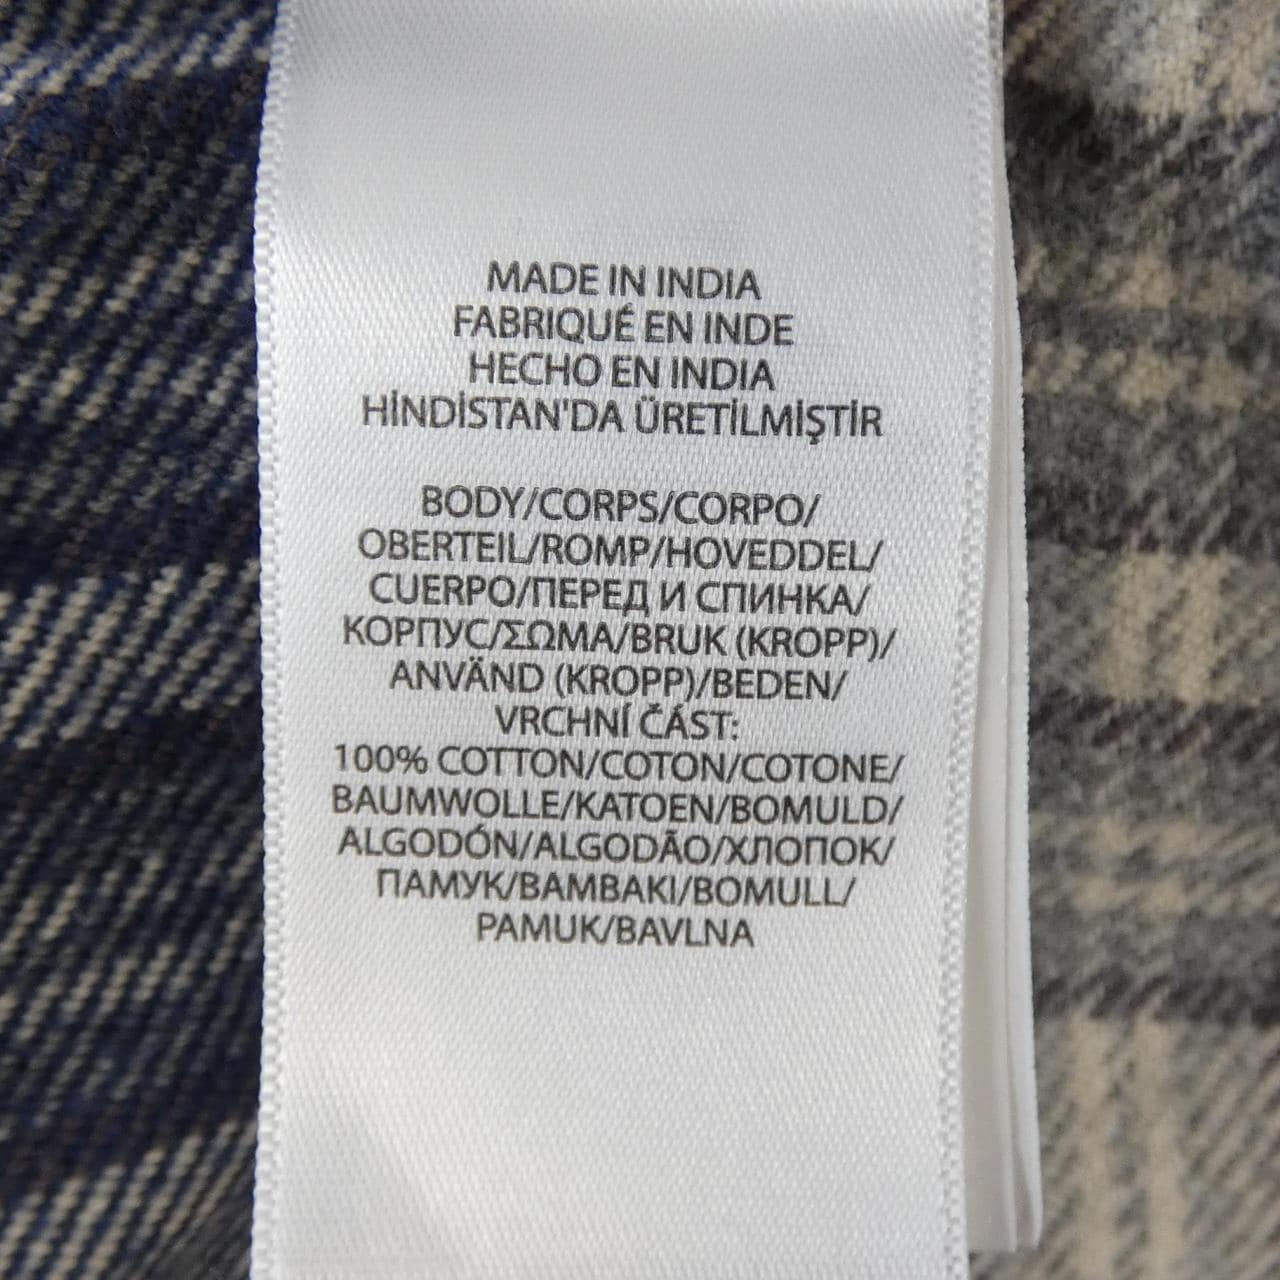 MADE IN INDIA
FABRIQUÉ EN INDE
HECHO EN INDIA
HİNDİSTAN'DA ÜRETİLMİŞTİR
BODY/CORPS/CORPO/
OBERTEIL/ROMP/HOVEDDEL/
CUERPO/ПЕРЕД И СПИНКА/
КОРПУС/ΣΩΜΑ/BRUK (KROPP)/
ANVÄND (KROPP)/BEDEN/
VRCHNÍ ČÁST:
100% COTTON/COTON/COTONE/
BAUMWOLLE/KATOEN/BOMULD/
ALGODÓN/ALGODÃO/ХЛОПОК/
ПАМУК/ΒΑΜΒΑΚΙ/BOMULL/
PAMUK/BAVLNA